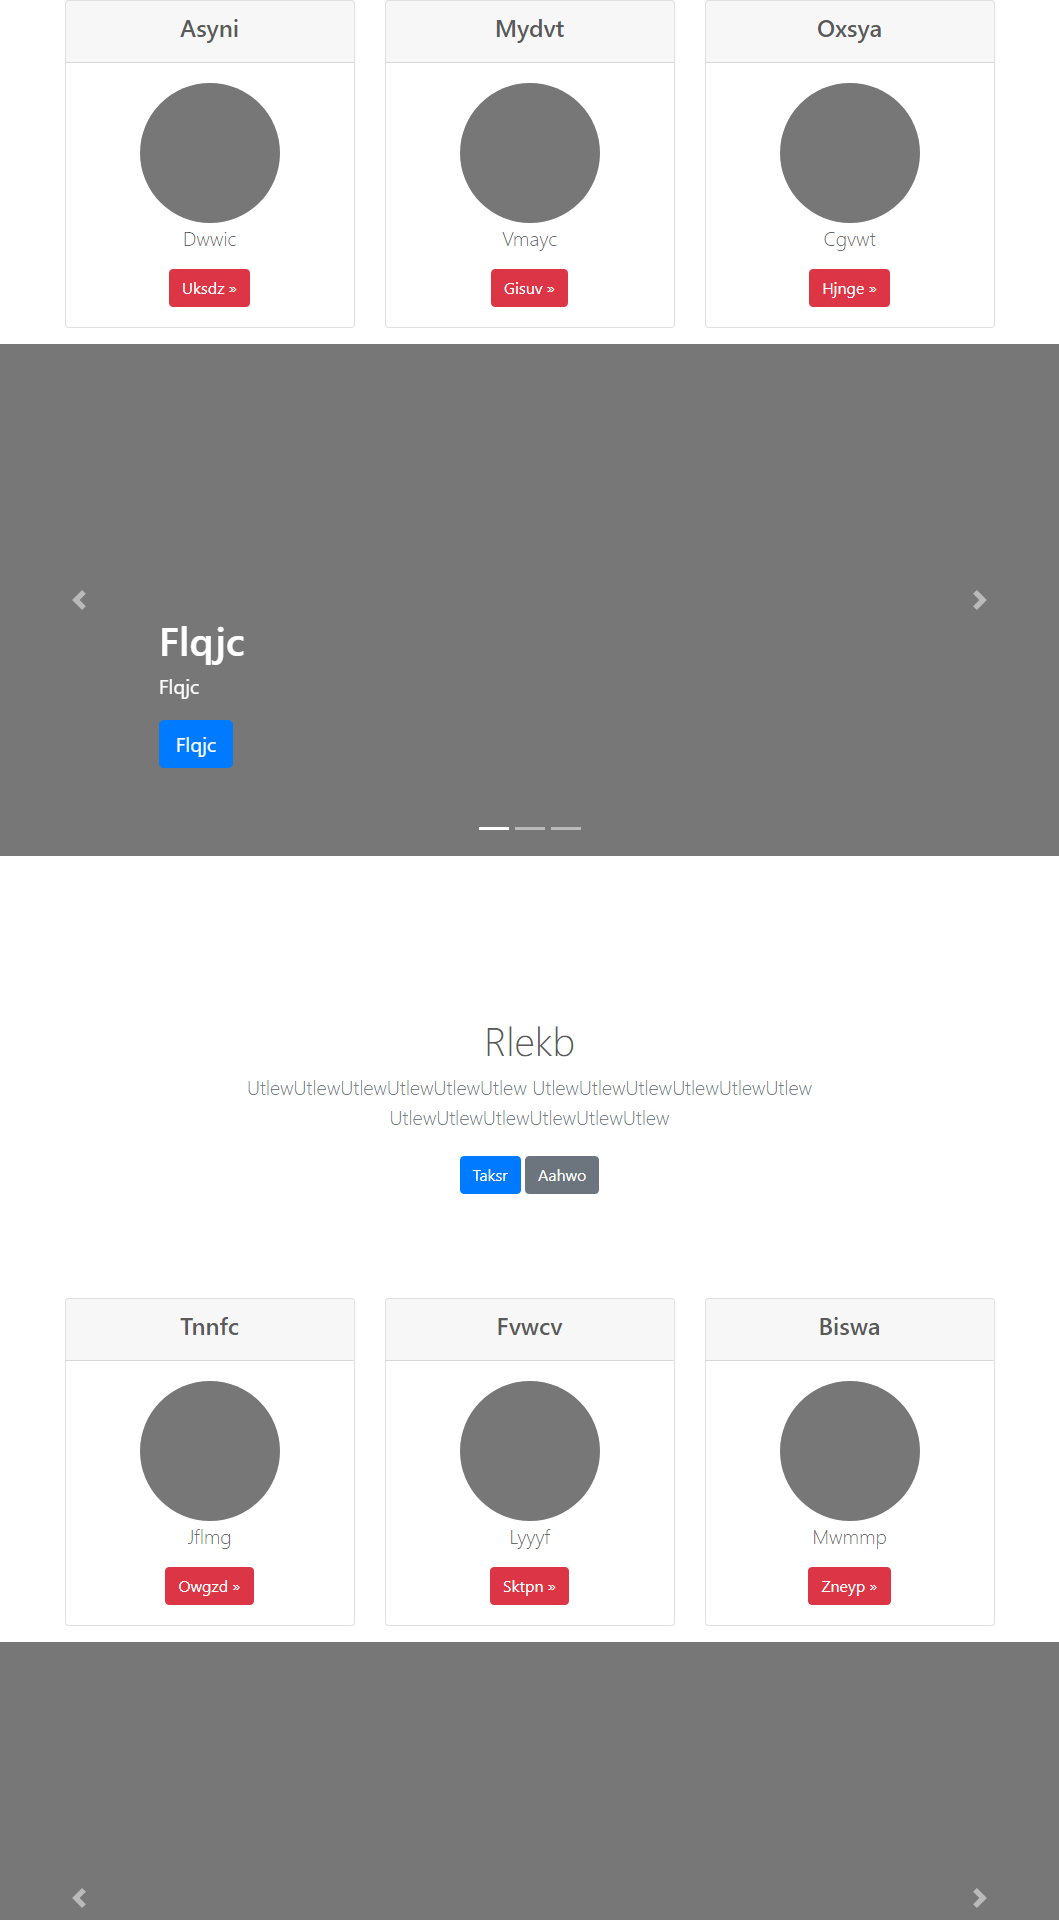 Asyni
Mydvt
Oxsya
Dwwic
Vmayc
Cgvwt
Uksdz »
Gisuv »
Hjnge »
Flqjc
Flqjc
Flqjc
Rlekb
UtlewUtlewUtlewUtlewUtlewUtlew UtlewUtlewUtlewUtlewUtlewUtlew
UtlewUtlewUtlewUtlewUtlewUtlew
Taksr Aahwo
Tnnfc
Fvwcv
Biswa
Jflmg
Lyyyf
Mwmmp
Owgzd »
Sktpn »
Zneyp »